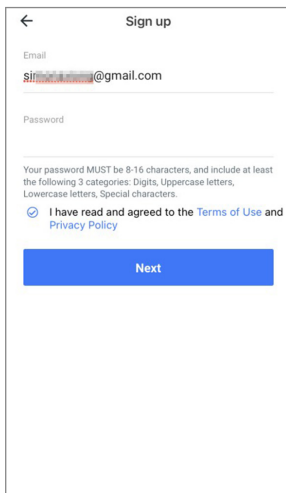 Sign up
Email
@gmail.com
Password
Your password MUST be 8-16 characters, and include at least
the following 3 categories: Digits, Uppercase letters,
Lowercase letters, Special characters.
I have read and agreed to the Terms of Use and
Privacy Policy
Next